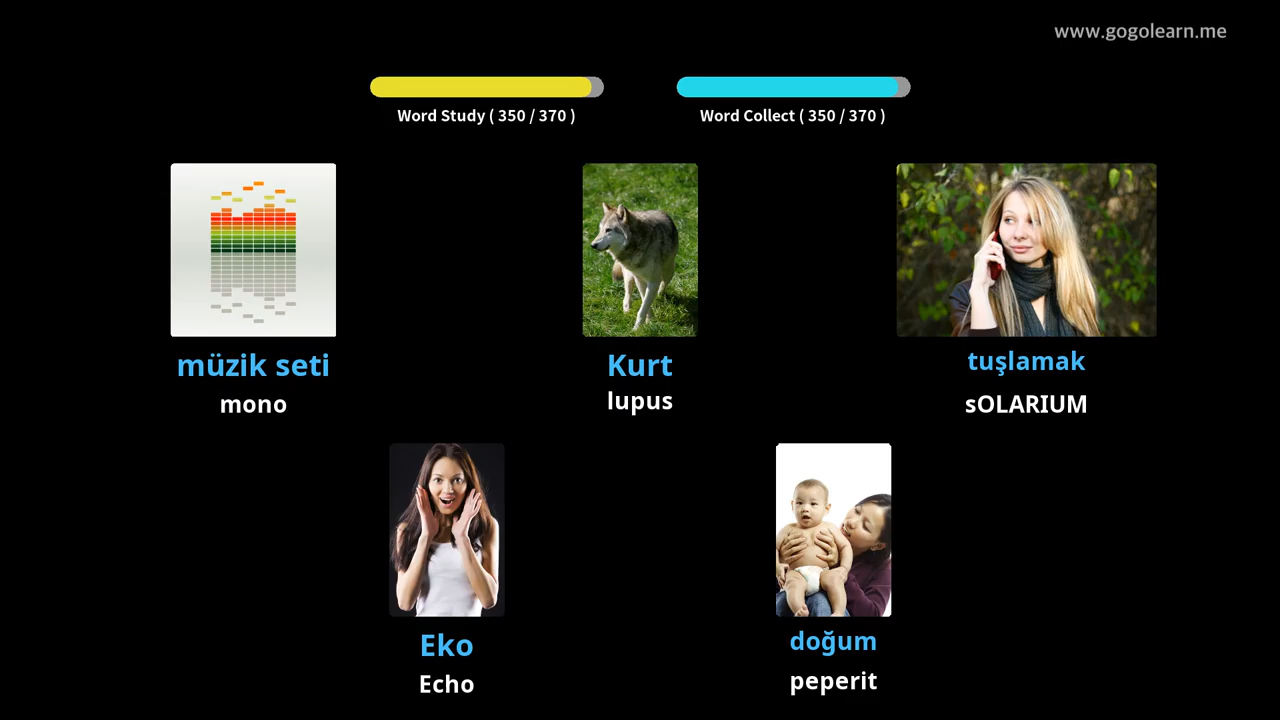 www.gogolearn.me
Word Study ( 350 / 370 )
Word Collect ( 350 / 370 )
müzik seti
mono
Kurt
lupus
tuşlamak
sOLARIUM
Eko
Echo
doğum
peperit